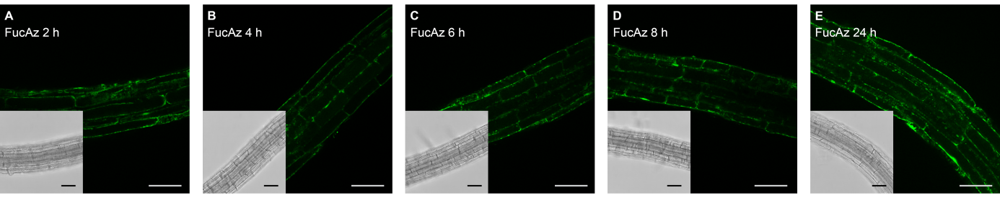 A
FucAz 2 h
B
FucAz 4 h
C
FucAz 6 h
D
FucAz 8 h
E
FucAz 24 h